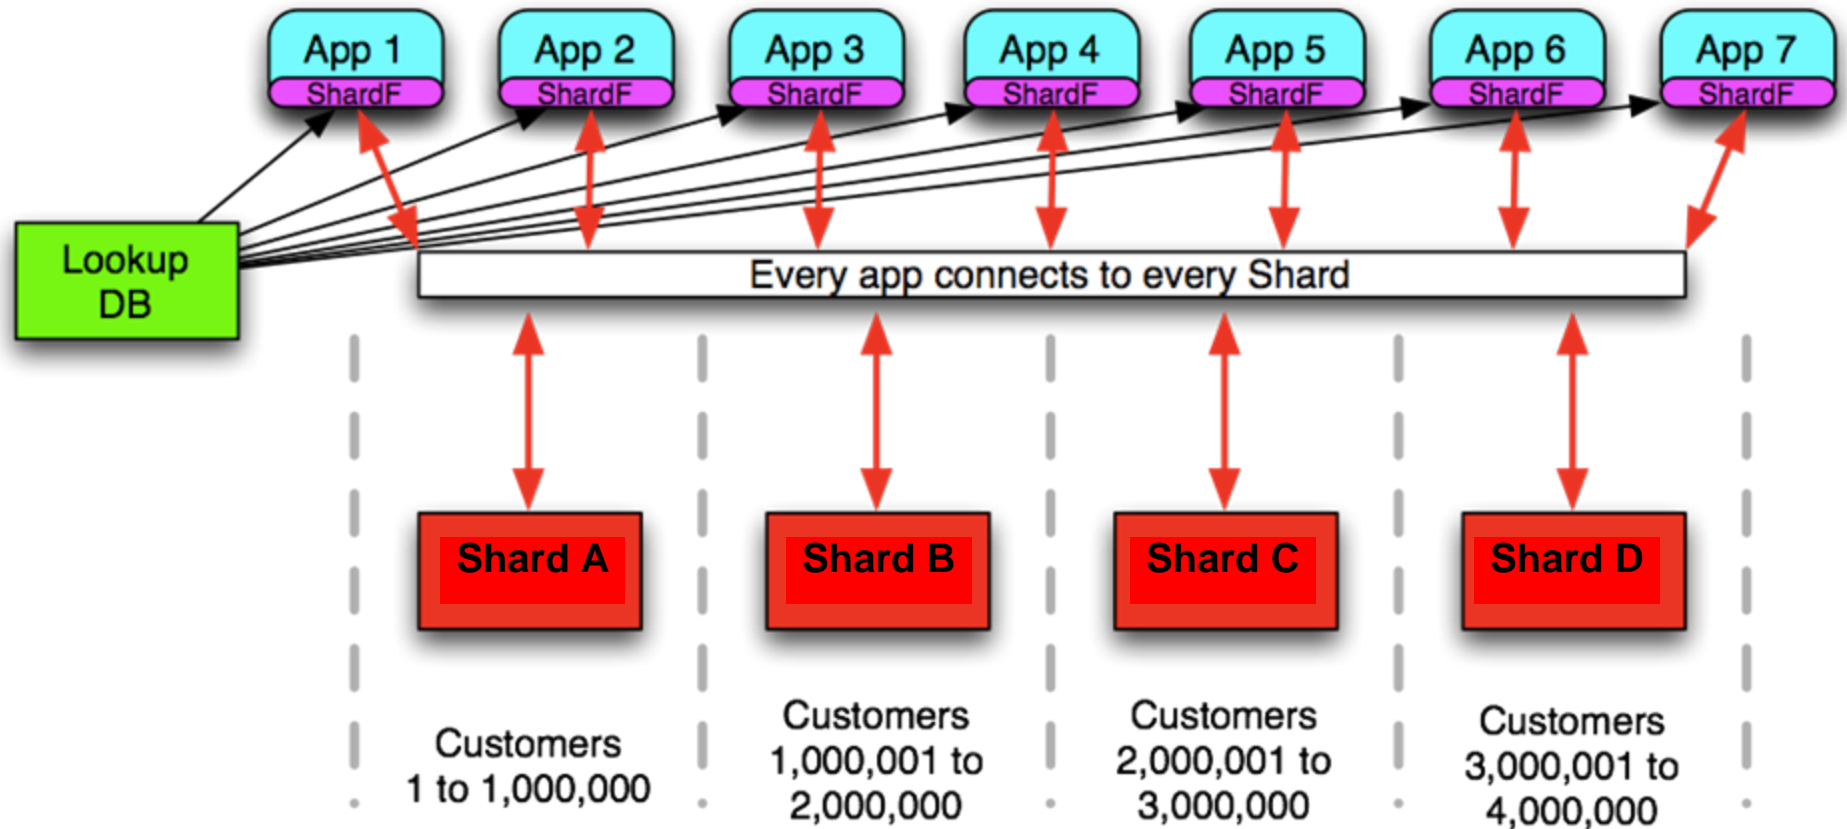 App 1
ShardF
App 2
ShardF
App 3
ShardF
App 4
ShardF
App 5
ShardF
App 6
ShardF
App 7
ShardF
Lookup
DB
Every app connects to every Shard
Shard A
Shard B
Shard C
Shard D
Customers
1 to 1,000,000
Customers
1,000,001 to
2,000,000
Customers
2,000,001 to
3,000,000
Customers
3,000,001 to
4,000,000